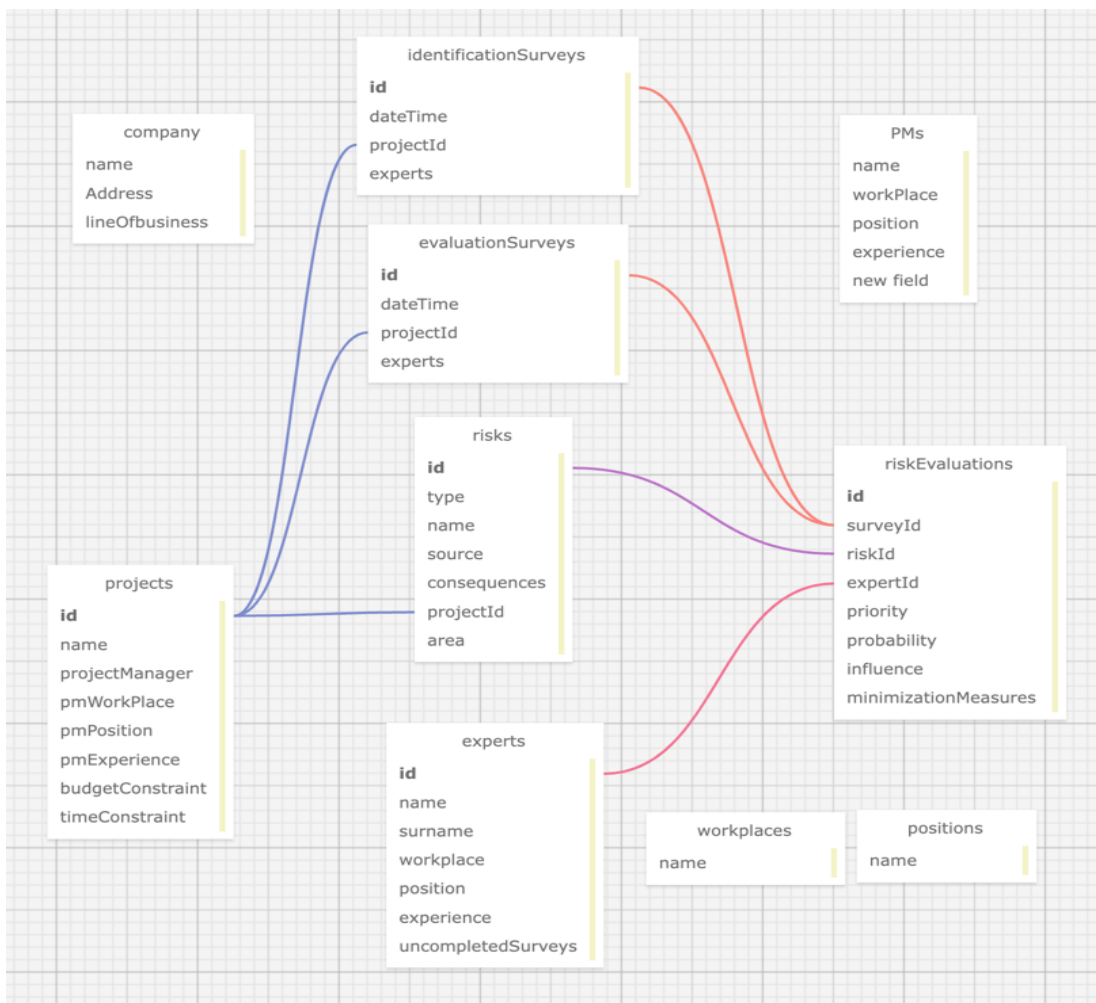 identificationSurveys
id
dateTime
projectId
experts
company
name
Address
lineOfbusiness
PMs
name
workPlace
position
experience
new field
evaluationSurveys
id
dateTime
projectId
experts
risks
id
type
name
source
consequences
projectId
area
riskEvaluations
id
surveyId
riskId
expertId
priority
probability
influence
minimizationMeasures
projects
id
name
projectManager
pmWorkPlace
pmPosition
pmExperience
budgetConstraint
timeConstraint
experts
id
name
surname
workplace
position
experience
uncompletedSurveys
workplaces
name
positions
name